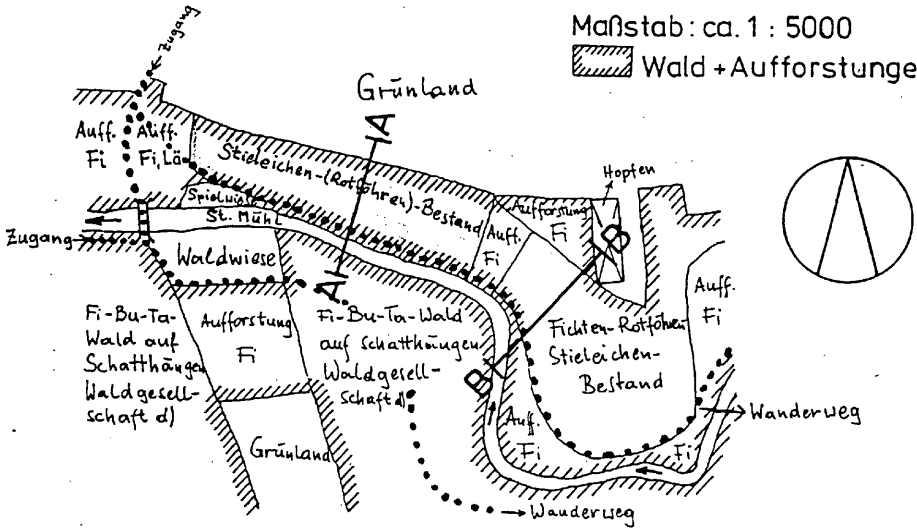 Zugang
Maßstab: ca. 1 : 5000
Wald + Aufforstunge
Grünland
A
Auff.
Fi
Auff.
Fi, Lä
Stieleichen-(Rotföhren)-Bestand
Hopfen
Spielwiese
St. Mühl
Aufforstung
Fi
Auff.
Fi
B
Zugang
Waldwiese
A
Auff.
Fi
Fi-Bu-Ta-
Wald auf
Schatthängen
Waldgesell-
schaft d)
Aufforstung
Fi
Fi-Bu-Ta-Wald
auf Schatthängen
Waldgesell-
schaft d)
Fichten-Rotföhren
Stieleichen-
Bestand
B
Wanderweg
Auff.
Fi
Fi
Grünland
Wanderweg